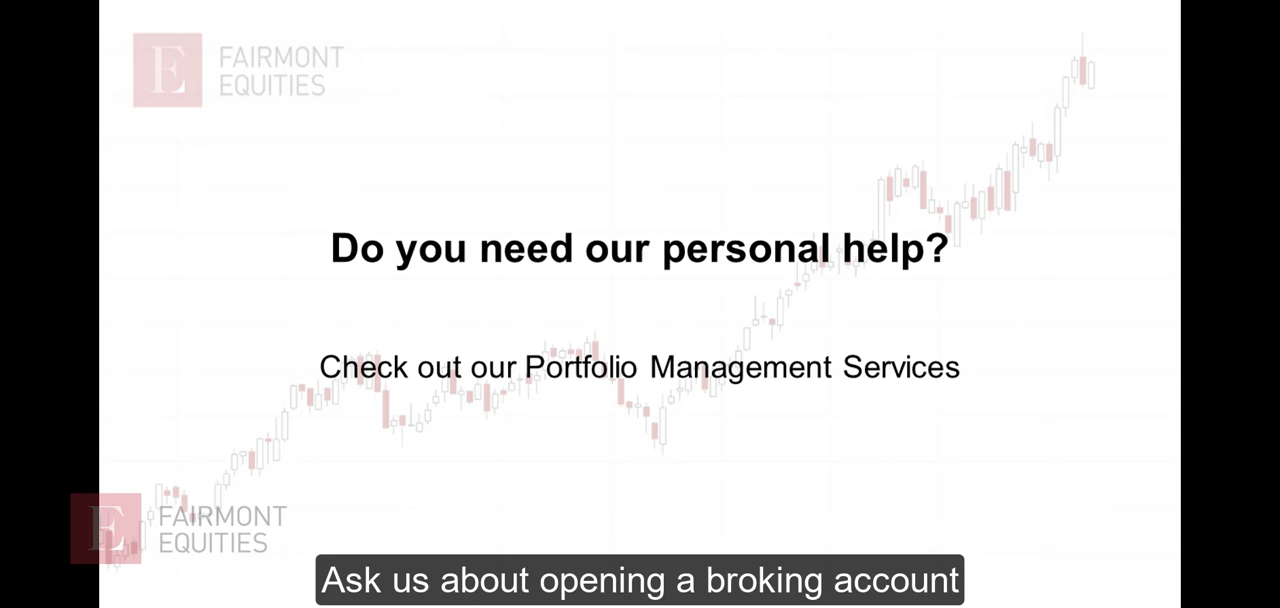 FAIRMONT
EQUITIES
Do you need our personal help?
Check out our Portfolio Management Services
FAIRMONT
EQUITIES
Ask us about opening a broking account